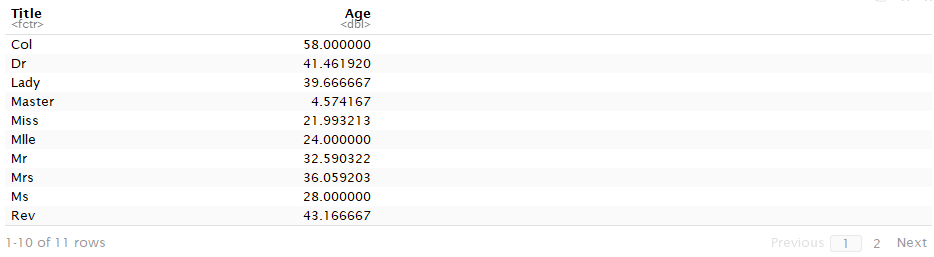 Title Age
<fctr> <dbl>
Col 58.000000
Dr 41.461920
Lady 39.666667
Master 4.574167
Miss 21.993213
Mlle 24.000000
Mr 32.590322
Mrs 36.059203
Ms 28.000000
Rev 43.166667
1-10 of 11 rows Previous 1 2 Next